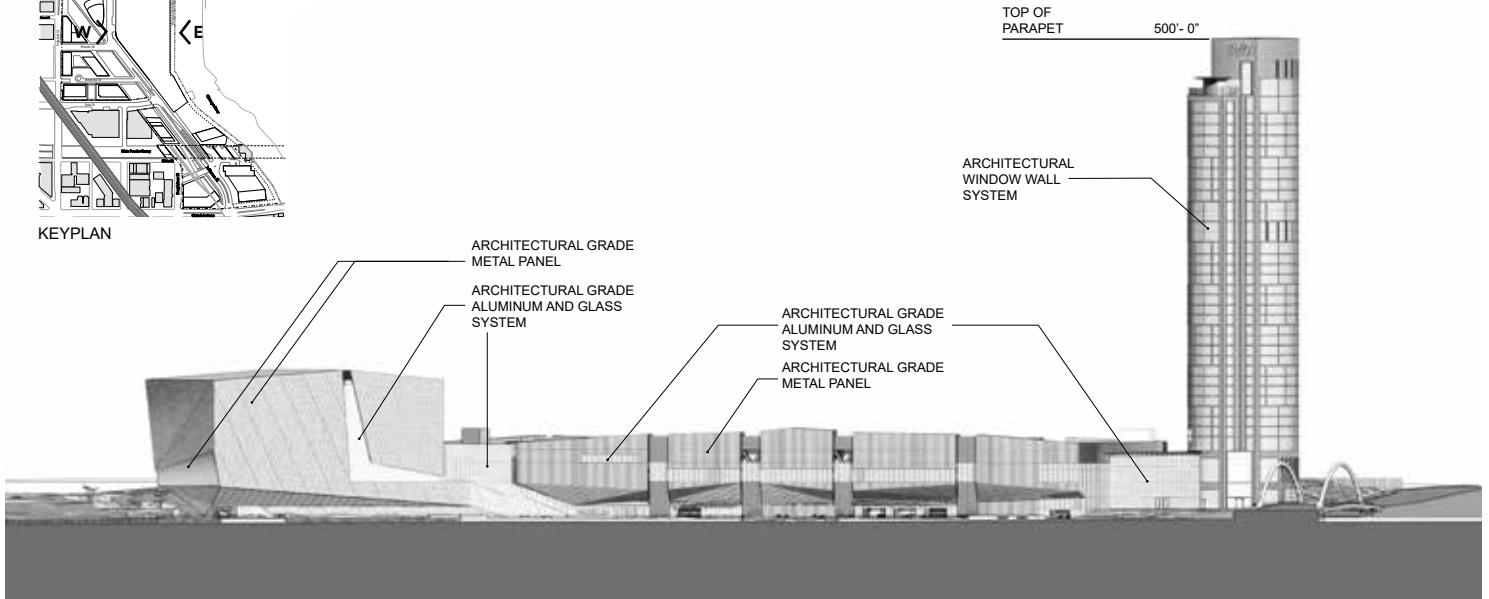 W
E
KEYPLAN
TOP OF
PARAPET 500'- 0"
ARCHITECTURAL
WINDOW WALL
SYSTEM
ARCHITECTURAL GRADE
METAL PANEL
ARCHITECTURAL GRADE
ALUMINUM AND GLASS
SYSTEM
ARCHITECTURAL GRADE
ALUMINUM AND GLASS
SYSTEM
ARCHITECTURAL GRADE
METAL PANEL